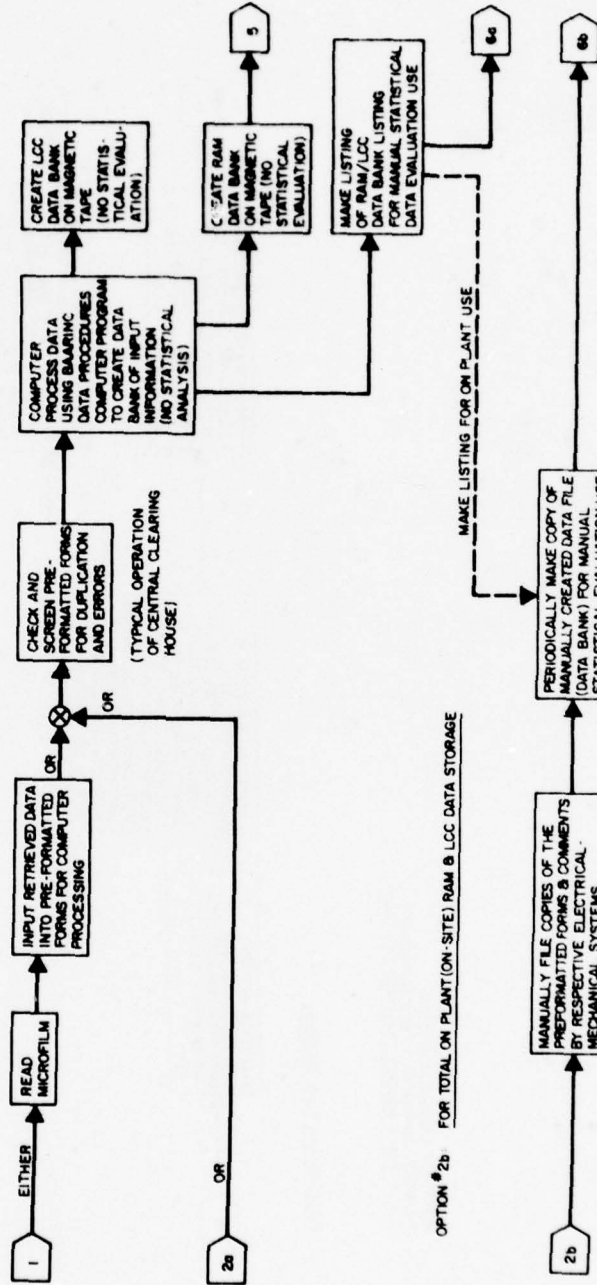 1
EITHER
READ
MICROFILM
INPUT RETRIEVED DATA
INTO PRE-FORMATTED
FORMS FOR COMPUTER
PROCESSING
OR
OR
CHECK AND
SCREEN PRE-
FORMATTED FORMS
FOR DUPLICATION
AND ERRORS
(TYPICAL OPERATION
OF CENTRAL CLEARING
HOUSE)
COMPUTER
PROCESS DATA
USING BAARINC
DATA PROCEDURES
COMPUTER PROGRAM
TO CREATE DATA
BANK OF INPUT
INFORMATION
(NO STATISTICAL
ANALYSIS)
CREATE LCC
DATA BANK
ON MAGNETIC
TAPE
(NO STATIS-
TICAL EVALU-
ATION)
CREATE RAM
DATA BANK
ON MAGNETIC
TAPE (NO
STATISTICAL
EVALUATION)
5
MAKE LISTING
OF RAM/LCC
DATA BANK LISTING
FOR MANUAL STATISTICAL
DATA EVALUATION USE
6a
2a
OR
MAKE LISTING FOR ON PLANT USE
OPTION #2b: FOR TOTAL ON PLANT (ON-SITE) RAM & LCC DATA STORAGE
2b
MANUALLY FILE COPIES OF THE
PREFORMATTED FORMS & COMMENTS
BY RESPECTIVE ELECTRICAL-
MECHANICAL SYSTEMS
PERIODICALLY MAKE COPY OF
MANUALLY CREATED DATA FILE
(DATA BANK) FOR MANUAL
STATISTICAL EVALUATION USE
6b